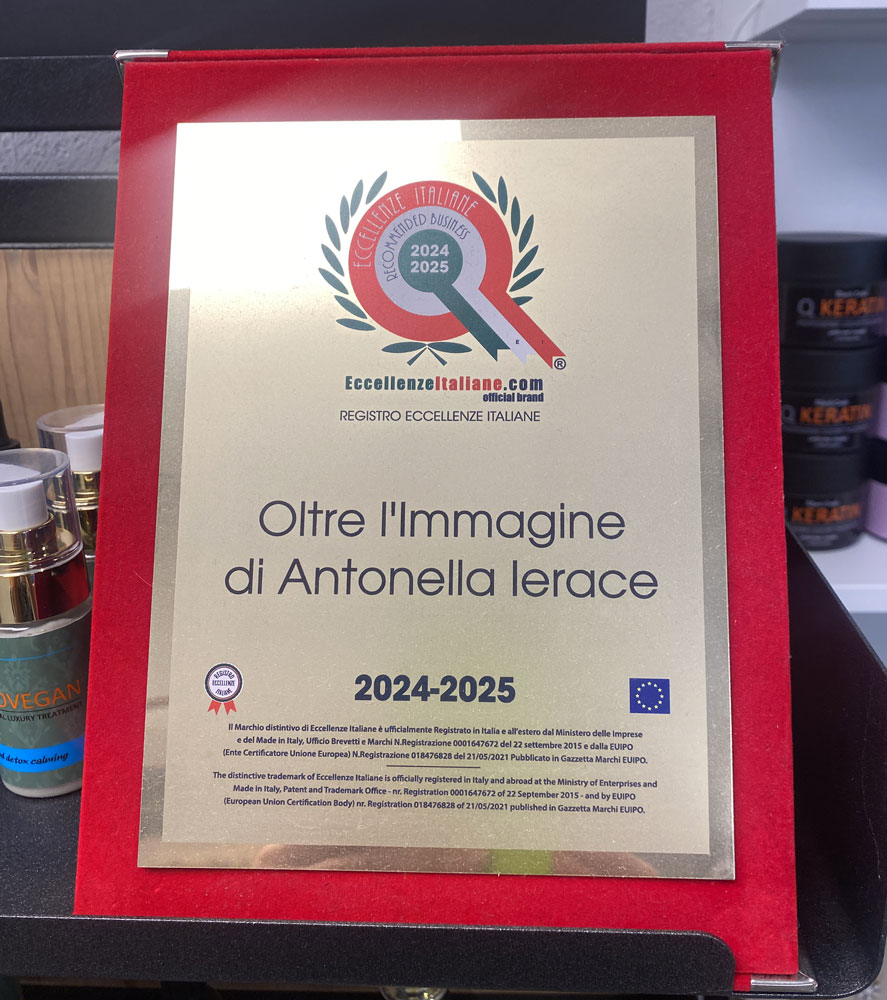 ECCELLENZE ITALIANE
RECOMMENDED BUSINESS
2024
2025
E I
®
EccellenzeItaliane.com
official brand
REGISTRO ECCELLENZE ITALIANE
Oltre l'Immagine
di Antonella Ierace
REGISTRO
ECCELLENZE
ITALIANE
2024-2025
Il Marchio distintivo di Eccellenze Italiane è ufficialmente Registrato in Italia e all'estero dal Ministero delle Imprese
e del Made in Italy, Ufficio Brevetti e Marchi N.Registrazione 0001647672 del 22 settembre 2015 e dalla EUIPO
(Ente Certificatore Unione Europea) N.Registrazione 018476828 del 21/05/2021 Pubblicato in Gazzetta Marchi EUIPO.
The distinctive trademark of Eccellenze Italiane is officially registered in Italy and abroad at the Ministry of Enterprises and
Made in Italy, Patent and Trademark Office - nr. Registration 0001647672 of 22 September 2015 - and by EUIPO
(European Union Certification Body) nr. Registration 018476828 of 21/05/2021 published in Gazzetta Marchi EUIPO.
OVEGAN
AL LUXURY TREATMENT
detox calming
Q KERATIN
Q KERATIN
KERATIN